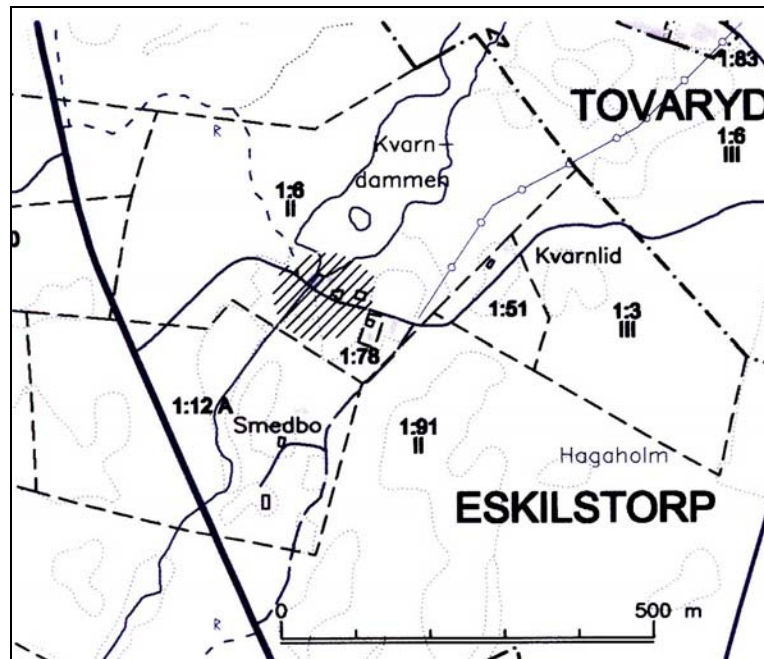 1:83
TOVARYD
1:6
III
R
Kvarn-
dammen
1:6
II
0
Kvarnlid
1:51
1:3
III
1:78
1:12 A
Smedbo
1:91
II
Hagaholm
ESKILSTORP
0
500 m
R